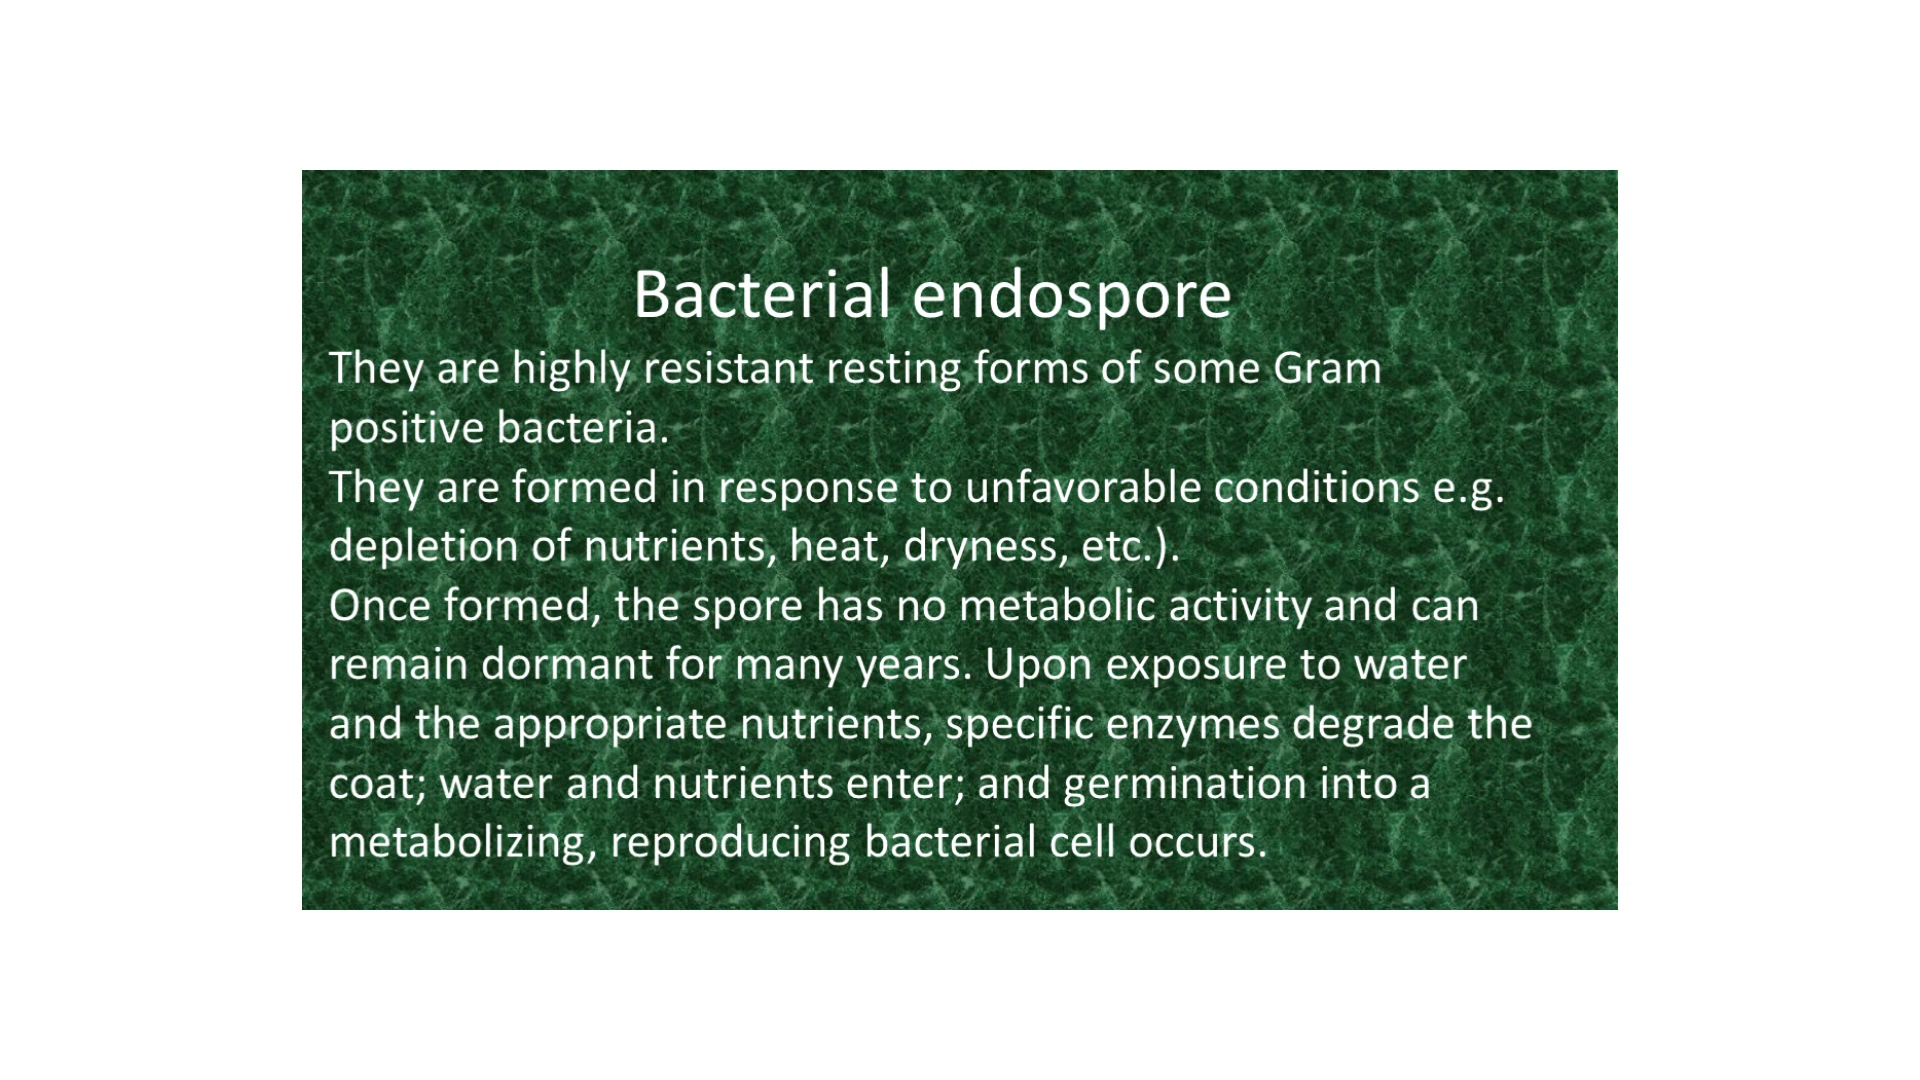 Bacterial endospore
They are highly resistant resting forms of some Gram
positive bacteria.
They are formed in response to unfavorable conditions e.g.
depletion of nutrients, heat, dryness, etc.).
Once formed, the spore has no metabolic activity and can
remain dormant for many years. Upon exposure to water
and the appropriate nutrients, specific enzymes degrade the
coat; water and nutrients enter; and germination into a
metabolizing, reproducing bacterial cell occurs.